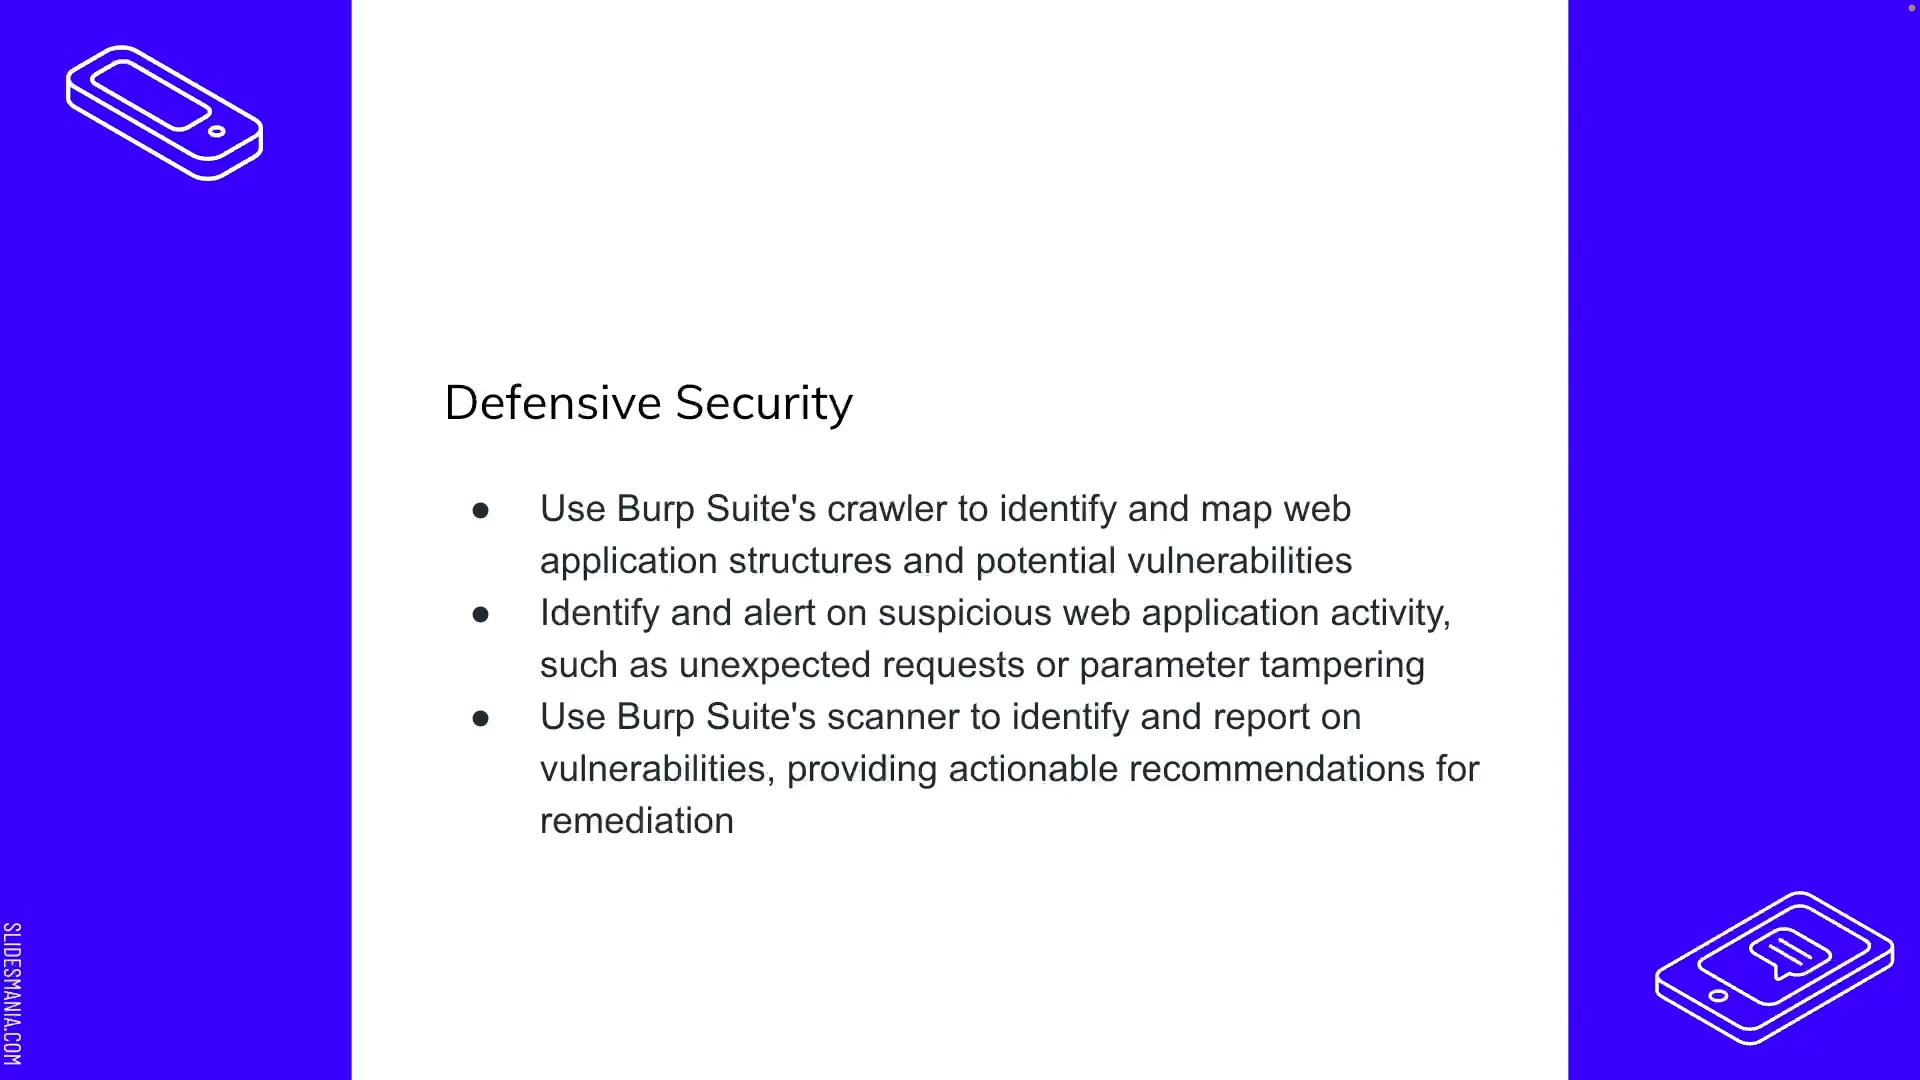 Defensive Security
● Use Burp Suite's crawler to identify and map web
application structures and potential vulnerabilities
● Identify and alert on suspicious web application activity,
such as unexpected requests or parameter tampering
● Use Burp Suite's scanner to identify and report on
vulnerabilities, providing actionable recommendations for
remediation
SLIDESMANIA.COM